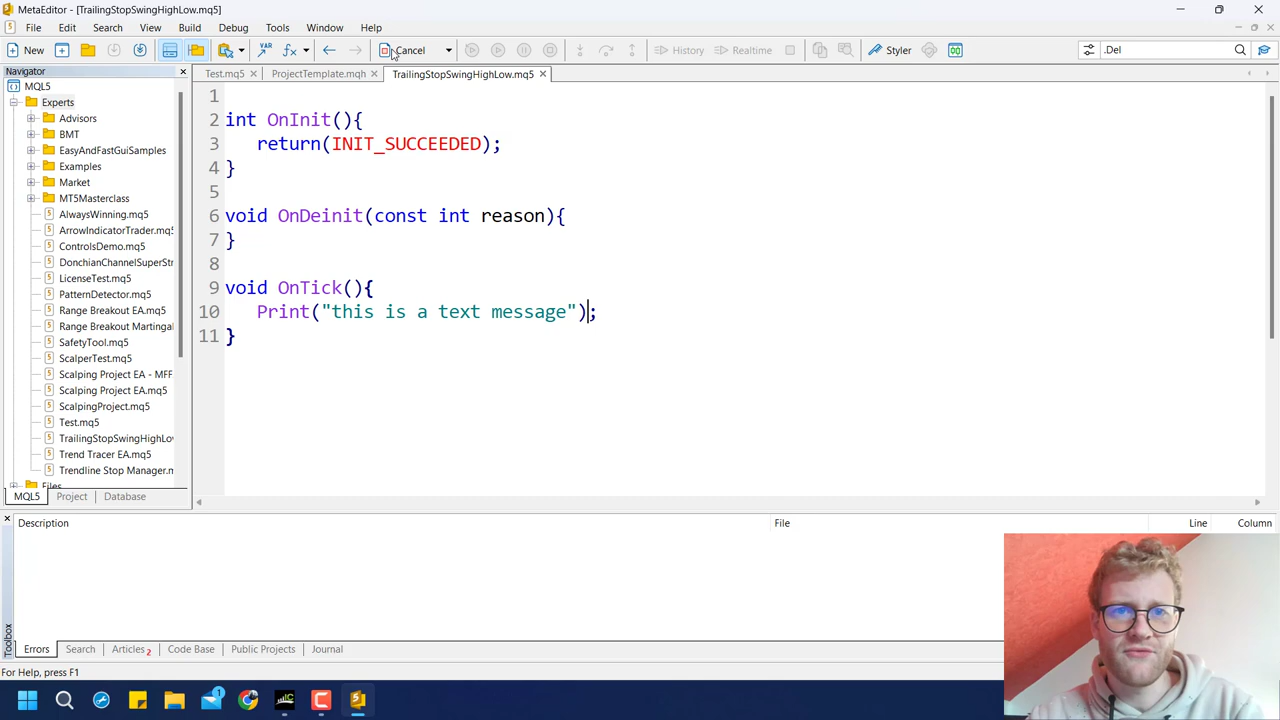 MetaEditor - [TrailingStopSwingHighLow.mq5]
File Edit Search View Build Debug Tools Window Help
New Cancel History Realtime Styler .Del
Navigator
Test.mq5 ProjectTemplate.mqh TrailingStopSwingHighLow.mq5
MQL5
Experts
Advisors
BMT
EasyAndFastGuiSamples
Examples
Market
MT5Masterclass
AlwaysWinning.mq5
ArrowIndicatorTrader.mq5
ControlsDemo.mq5
DonchianChannelSuperStr
LicenseTest.mq5
PatternDetector.mq5
Range Breakout EA.mq5
Range Breakout Martingal
SafetyTool.mq5
ScalperTest.mq5
Scalping Project EA - MFF
Scalping Project EA.mq5
ScalpingProject.mq5
Test.mq5
TrailingStopSwingHighLow
Trend Tracer EA.mq5
Trendline Stop Manager.m
Files
MQL5 Project Database
1
2 int OnInit(){
3 return(INIT_SUCCEEDED);
4 }
5
6 void OnDeinit(const int reason){
7 }
8
9 void OnTick(){
10 Print("this is a text message");
11 }
Description File Line Column
Toolbox
Errors Search Articles 2 Code Base Public Projects Journal
For Help, press F1
1